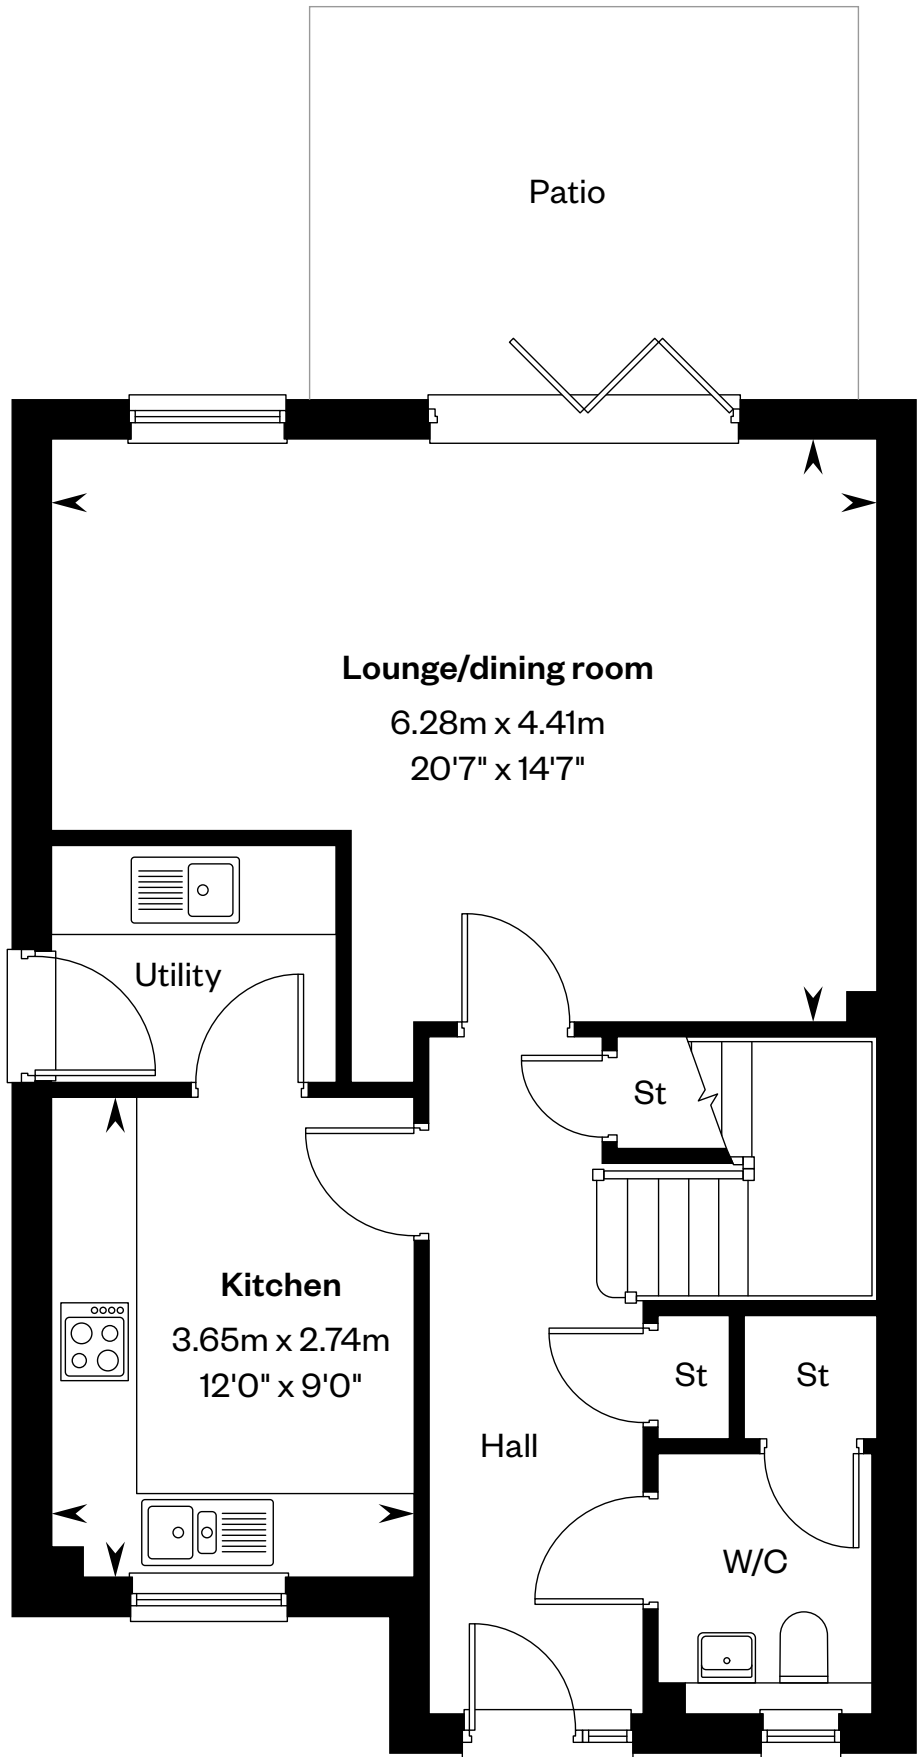 Patio
Lounge/dining room
6.28m x 4.41m
20'7" x 14'7"
Utility
St
Kitchen
3.65m x 2.74m
12'0" x 9'0"
St
St
Hall
W/C